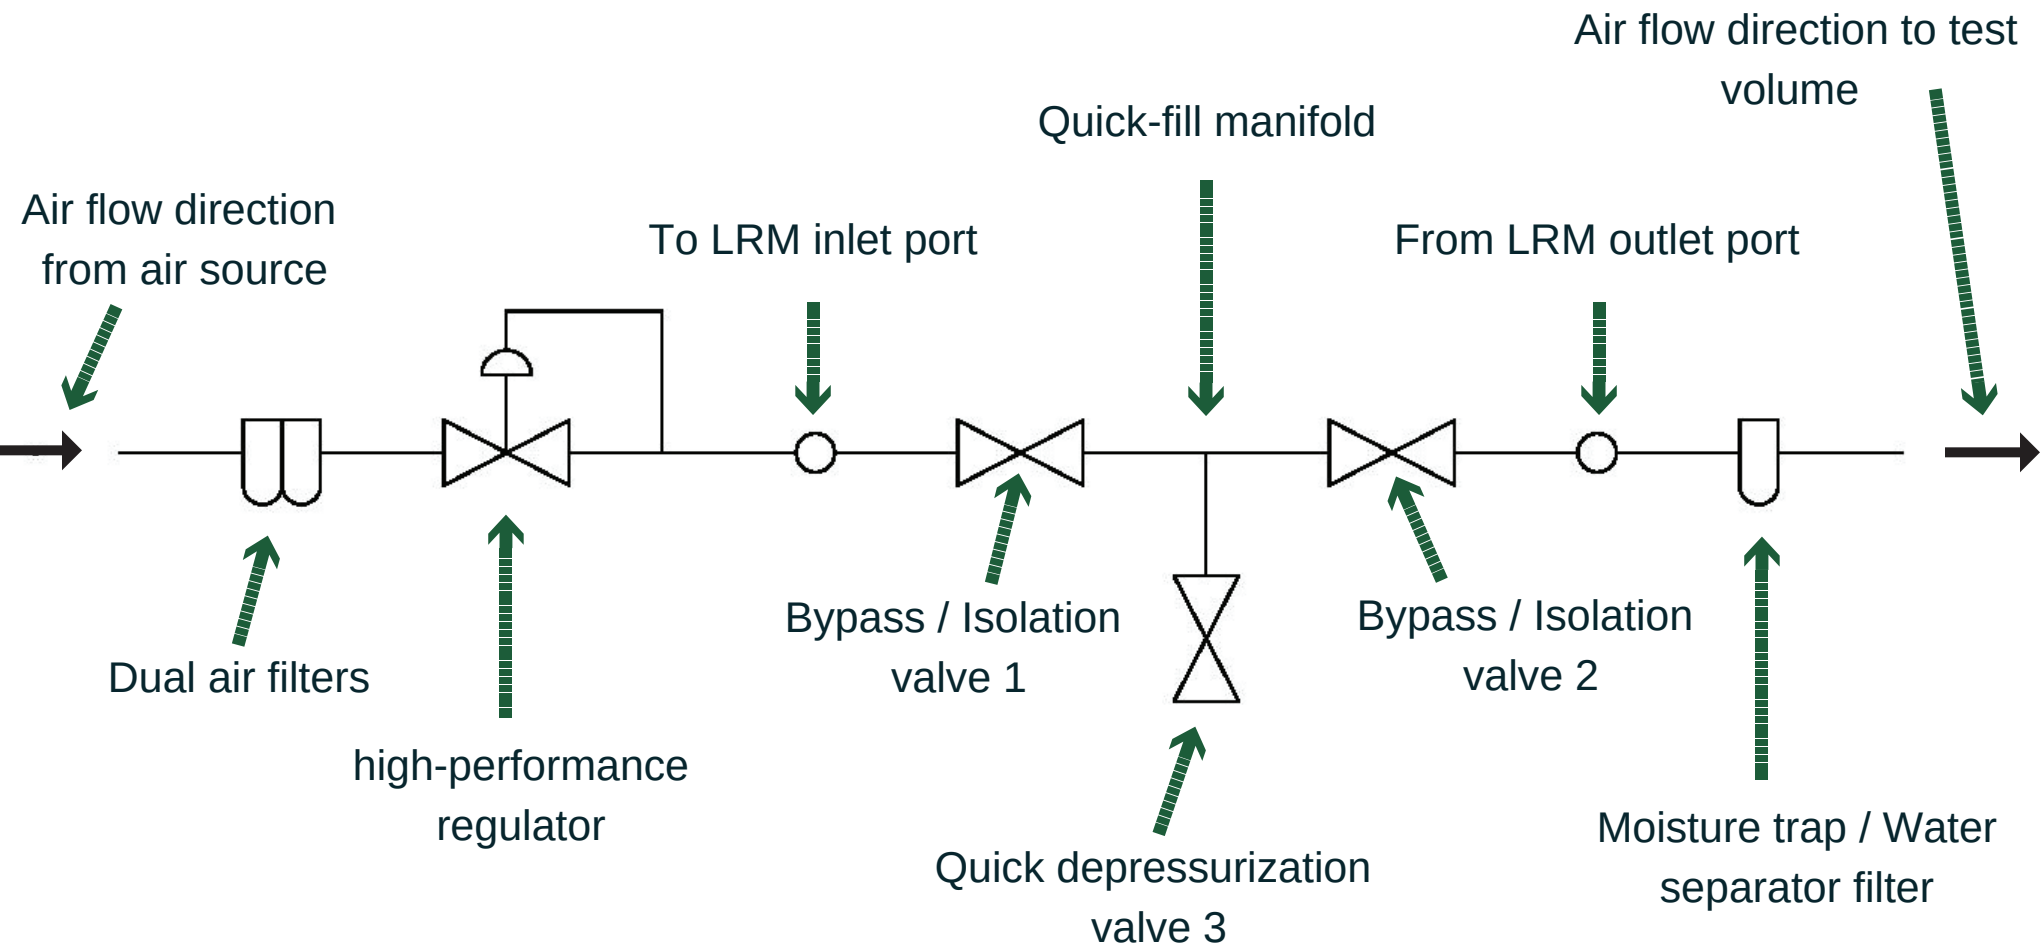 Air flow direction to test
volume
Quick-fill manifold
Air flow direction
from air source
To LRM inlet port
From LRM outlet port
Bypass / Isolation
valve 1
Bypass / Isolation
valve 2
Dual air filters
high-performance
regulator
Quick depressurization
valve 3
Moisture trap / Water
separator filter